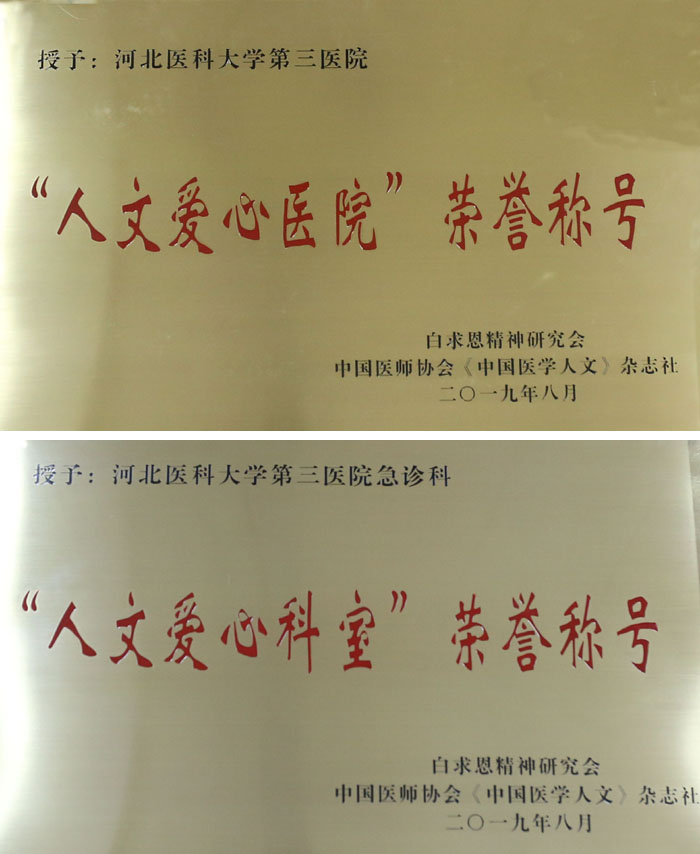 授予：河北医科大学第三医院
“人文爱心医院” 荣誉称号
白求恩精神研究会
中国医师协会《中国医学人文》杂志社
二〇一九年八月
授予：河北医科大学第三医院急诊科
“人文爱心科室” 荣誉称号
白求恩精神研究会
中国医师协会《中国医学人文》杂志社
二〇一九年八月